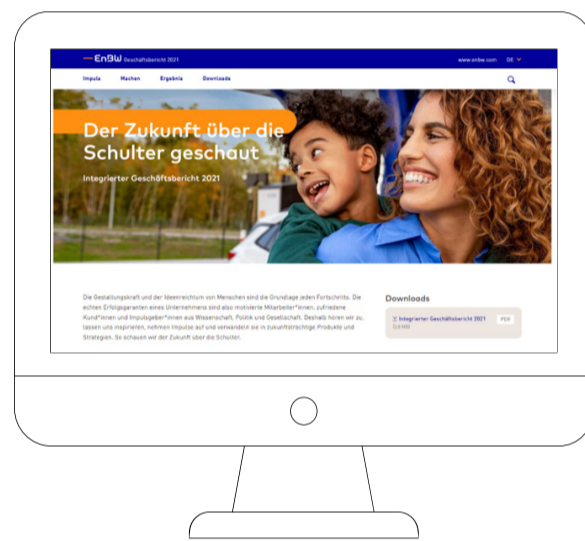 EnBW Geschäftsbericht 2021
www.enbw.com DE
Impuls Machen Ergebnis Downloads
Der Zukunft über die
Schulter geschaut
Integrierter Geschäftsbericht 2021
Die Gestaltungskraft und der Ideenreichtum von Menschen sind die Grundlage jeden Fortschritts. Die
echten Erfolgsgaranten eines Unternehmens sind also motivierte Mitarbeiter*innen, zufriedene
Kund*innen und Impulsgeber*innen aus Wissenschaft, Politik und Gesellschaft. Deshalb hören wir zu,
lassen uns inspirieren, nehmen Impulse auf und verwandeln sie in zukunftsträchtige Produkte und
Strategien. So schauen wir der Zukunft über die Schulter.
Downloads
Integrierter Geschäftsbericht 2021 PDF